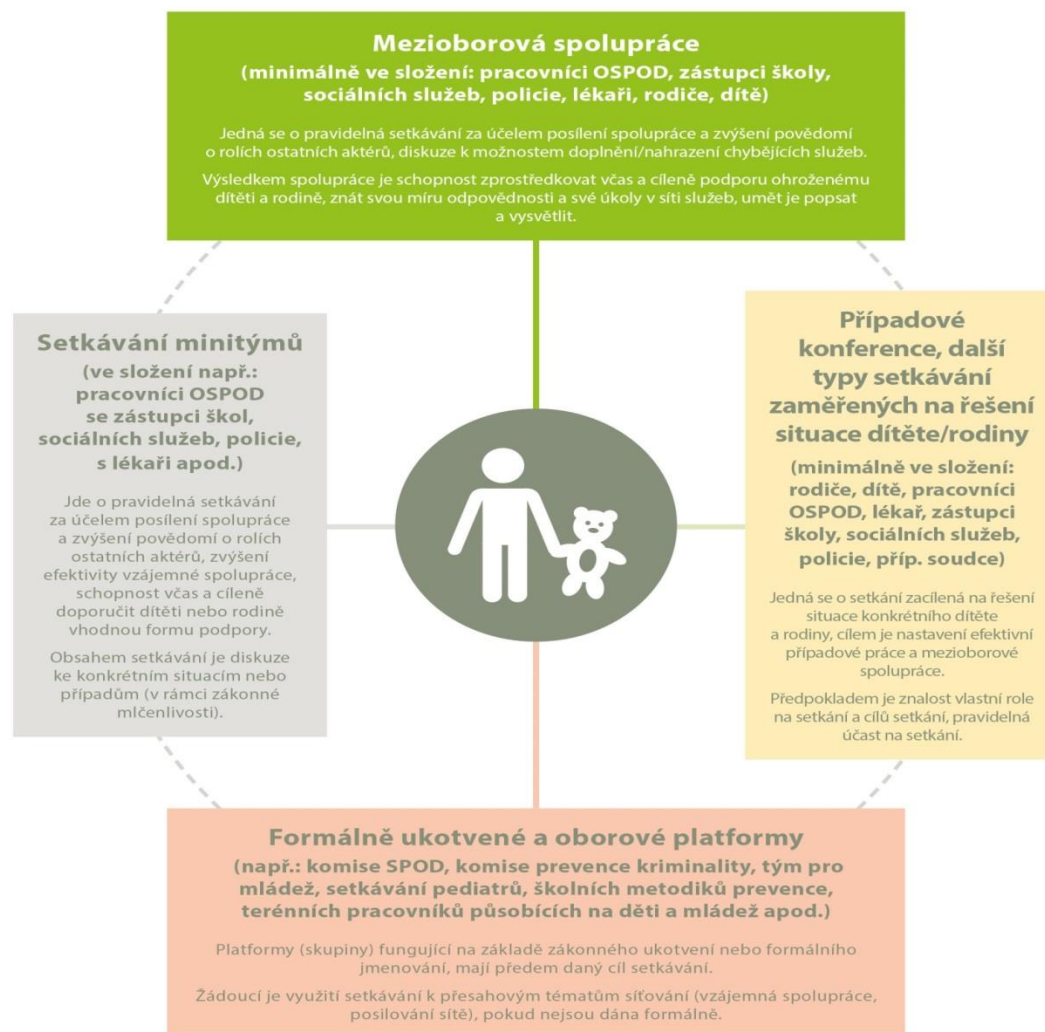 Mezioborová spolupráce
(minimálně ve složení: pracovníci OSPOD, zástupci školy,
sociálních služeb, policie, lékaři, rodiče, dítě)
Jedná se o pravidelná setkávání za účelem posílení spolupráce a zvýšení povědomí
o rolích ostatních aktérů, diskuze k možnostem doplnění/nahrazení chybějících služeb.
Výsledkem spolupráce je schopnost zprostředkovat včas a cíleně podporu ohroženému
dítěti a rodině, znát svou míru odpovědnosti a své úkoly v síti služeb, umět je popsat
a vysvětlit.
Setkávání minitýmů
(ve složení např.:
pracovníci OSPOD
se zástupci škol,
sociálních služeb, policie,
s lékaři apod.)
Jde o pravidelná setkávání
za účelem posílení spolupráce
a zvýšení povědomí o rolích
ostatních aktérů, zvýšení
efektivity vzájemné spolupráce,
schopnost včas a cíleně
doporučit dítěti nebo rodině
vhodnou formu podpory.
Obsahem setkávání je diskuze
ke konkrétním situacím nebo
případům (v rámci zákonné
mlčenlivosti).
Případové
konference, další
typy setkávání
zaměřených na řešení
situace dítěte/rodiny
(minimálně ve složení:
rodiče, dítě, pracovníci
OSPOD, lékař, zástupci
školy, sociálních služeb,
policie, příp. soudce)
Jedná se o setkání zacílená na řešení
situace konkrétního dítěte
a rodiny, cílem je nastavení efektivní
případové práce a mezioborové
spolupráce.
Předpokladem je znalost vlastní role
na setkání a cílů setkání, pravidelná
účast na setkání.
Formálně ukotvené a oborové platformy
(např.: komise SPOD, komise prevence kriminality, tým pro
mládež, setkávání pediatrů, školních metodiků prevence,
terénních pracovníků působících na děti a mládež apod.)
Platformy (skupiny) fungující na základě zákonného ukotvení nebo formálního
jmenování, mají předem daný cíl setkávání.
Žádoucí je využití setkávání k přesahovým tématům síťování (vzájemná spolupráce,
posilování sítě), pokud nejsou dána formálně.